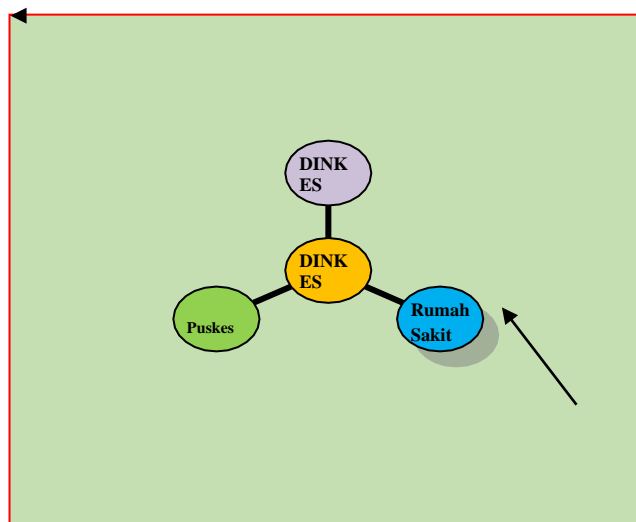 DINK
ES
DINK
ES
Puskes
Rumah
Sakit